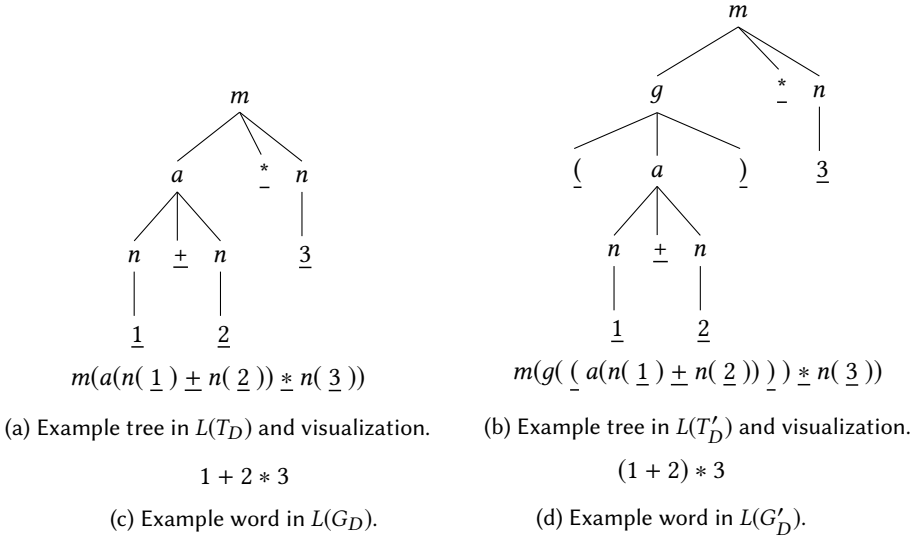 m
a
*
n
n
+
n
3
1
2
m(a(n( 1 ) + n( 2 )) * n( 3 ))
(a) Example tree in L(T_D) and visualization.
1 + 2 * 3
(c) Example word in L(G_D).
m
g
*
n
(
a
)
3
n
+
n
1
2
m(g( ( a(n( 1 ) + n( 2 )) ) ) * n( 3 ))
(b) Example tree in L(T′_D) and visualization.
(1 + 2) * 3
(d) Example word in L(G′_D).